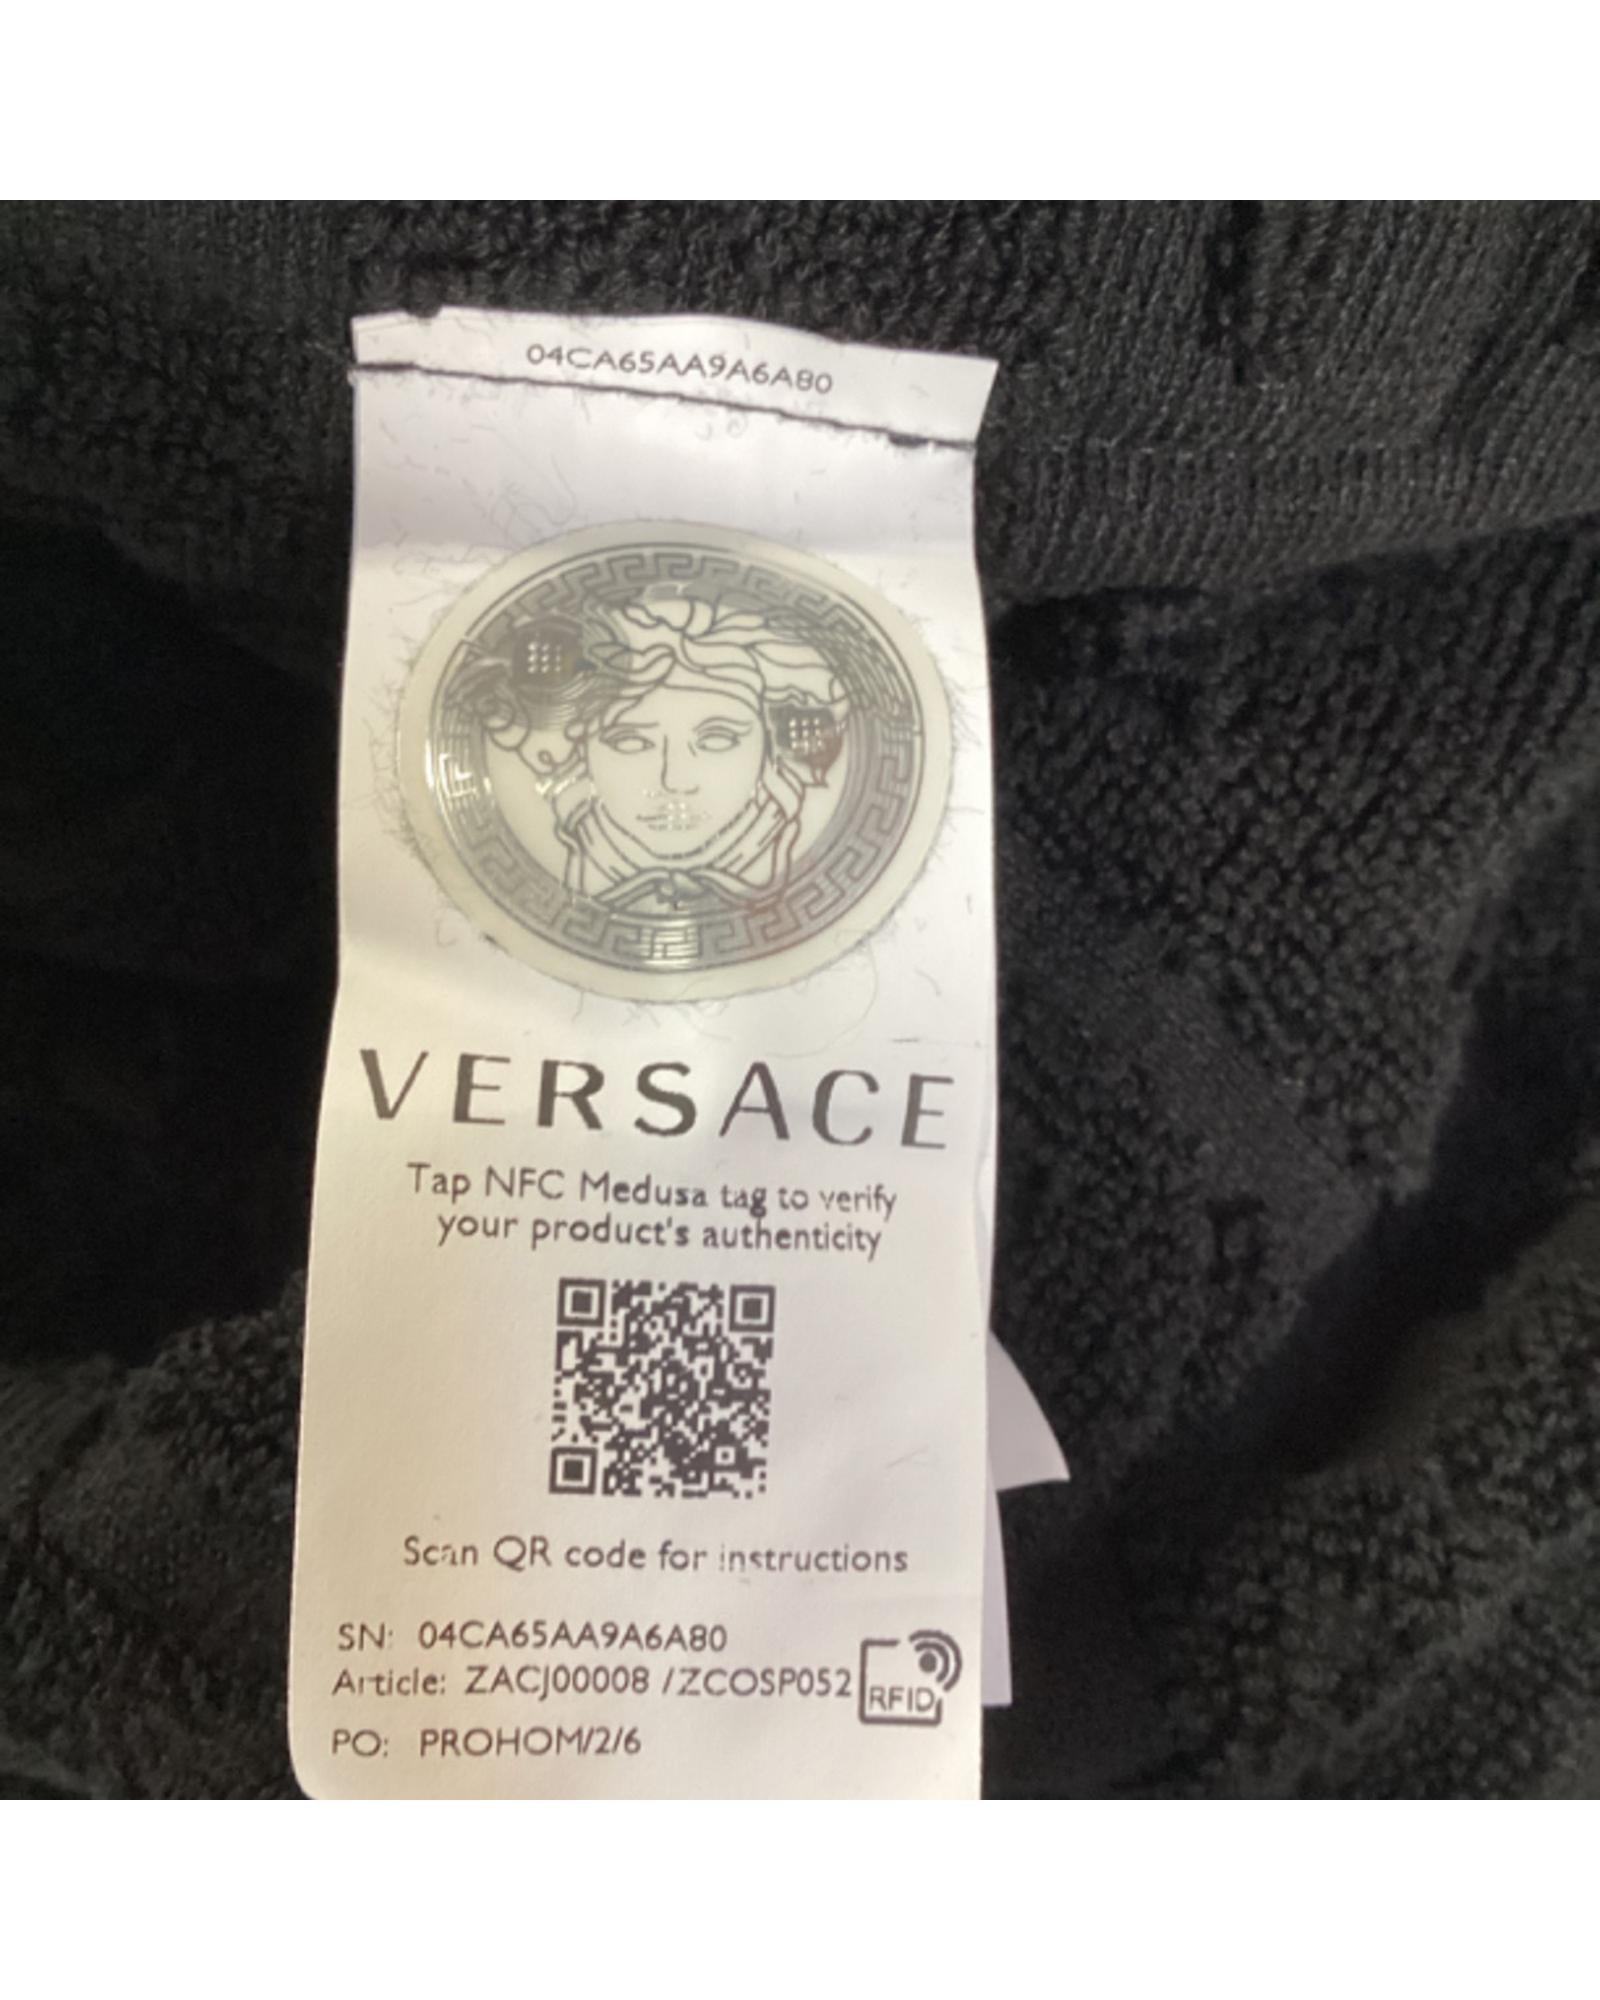 04CA65AA9A6A80
VERSACE
Tap NFC Medusa tag to verify
your product's authenticity
Scan QR code for instructions
SN: 04CA65AA9A6A80
Article: ZACJ00008 /ZCOSP052
RFID
PO: PROHOM/2/6